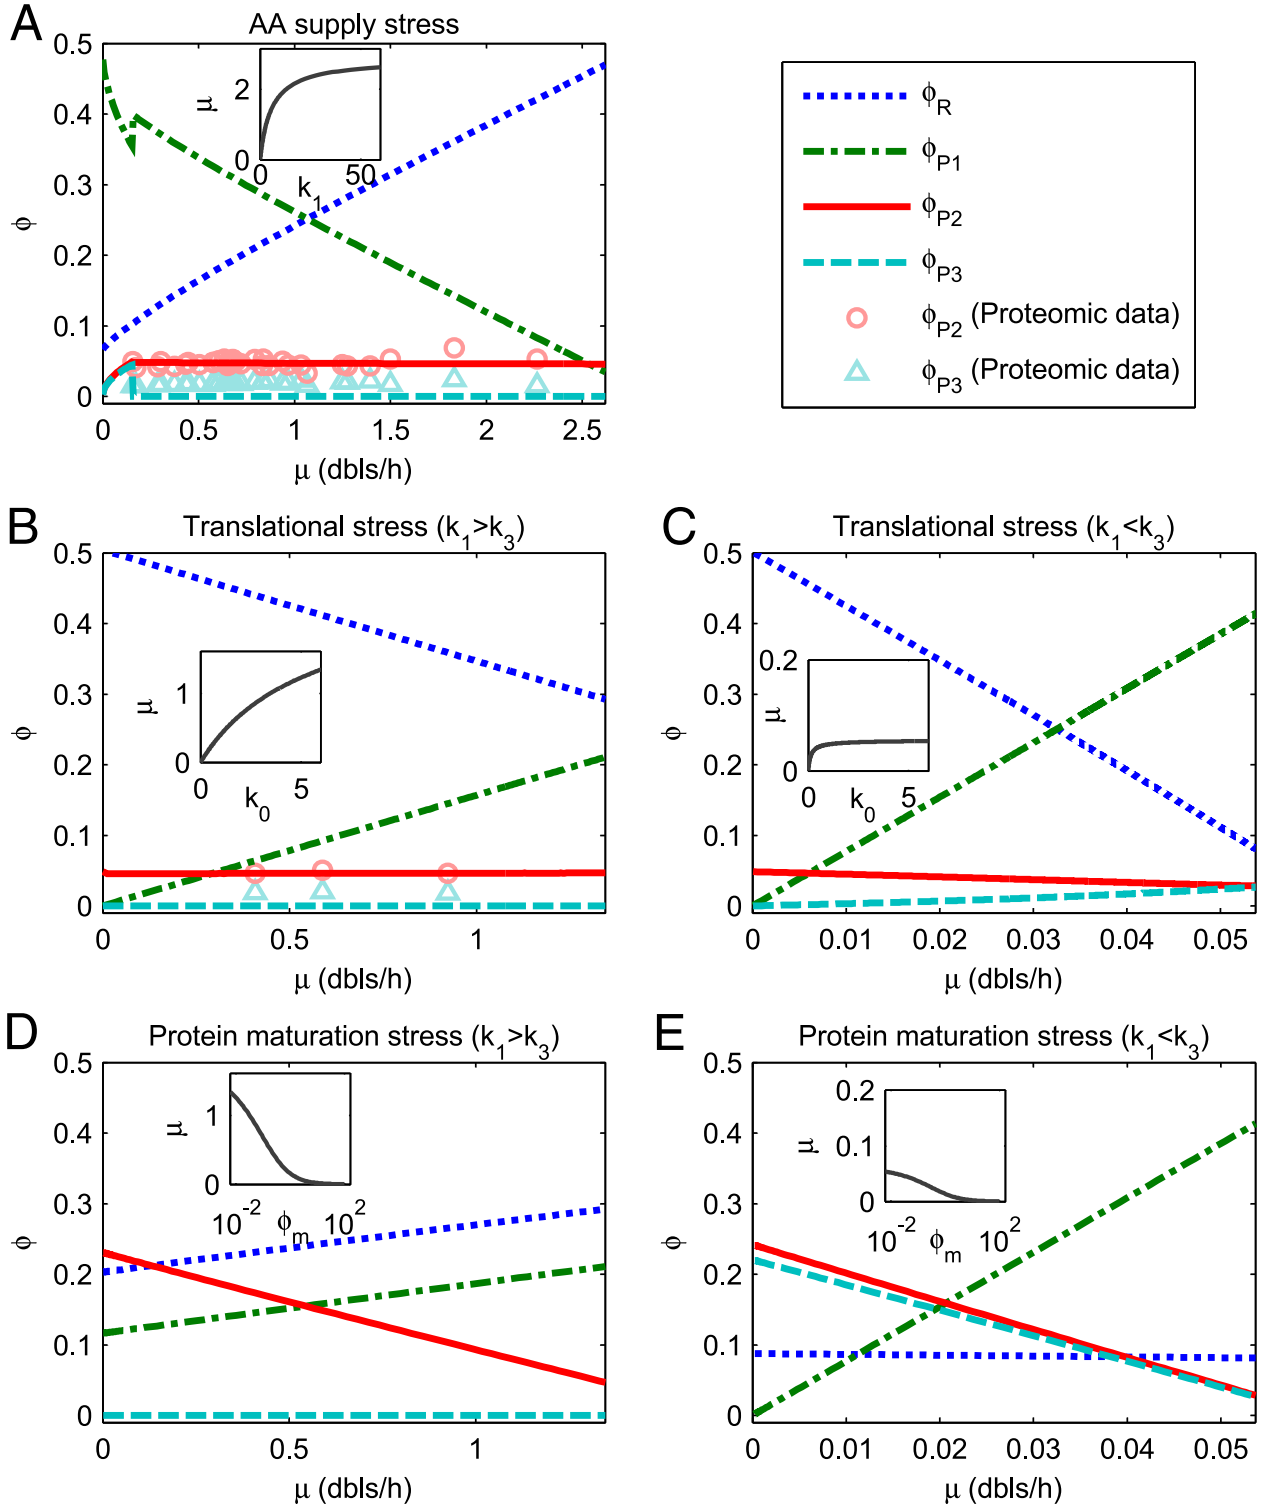 A
AA supply stress
0.5
0.4
0.3
0.2
0.1
0
ϕ
0
0.5
1
1.5
2
2.5
μ (dbls/h)
2
0
μ
0
50
k1
ϕR
ϕP1
ϕP2
ϕP3
ϕP2 (Proteomic data)
ϕP3 (Proteomic data)
B
Translational stress (k1>k3)
0.5
0.4
0.3
0.2
0.1
0
ϕ
0
0.5
1
μ (dbls/h)
1
0
μ
0
5
k0
C
Translational stress (k1<k3)
0.5
0.4
0.3
0.2
0.1
0
ϕ
0
0.01
0.02
0.03
0.04
0.05
μ (dbls/h)
0.2
0
μ
0
5
k0
D
Protein maturation stress (k1>k3)
0.5
0.4
0.3
0.2
0.1
0
ϕ
0
0.5
1
μ (dbls/h)
1
0
μ
10-2
ϕm
102
E
Protein maturation stress (k1<k3)
0.5
0.4
0.3
0.2
0.1
0
ϕ
0
0.01
0.02
0.03
0.04
0.05
μ (dbls/h)
0.2
0.1
0
μ
10-2
ϕm
102